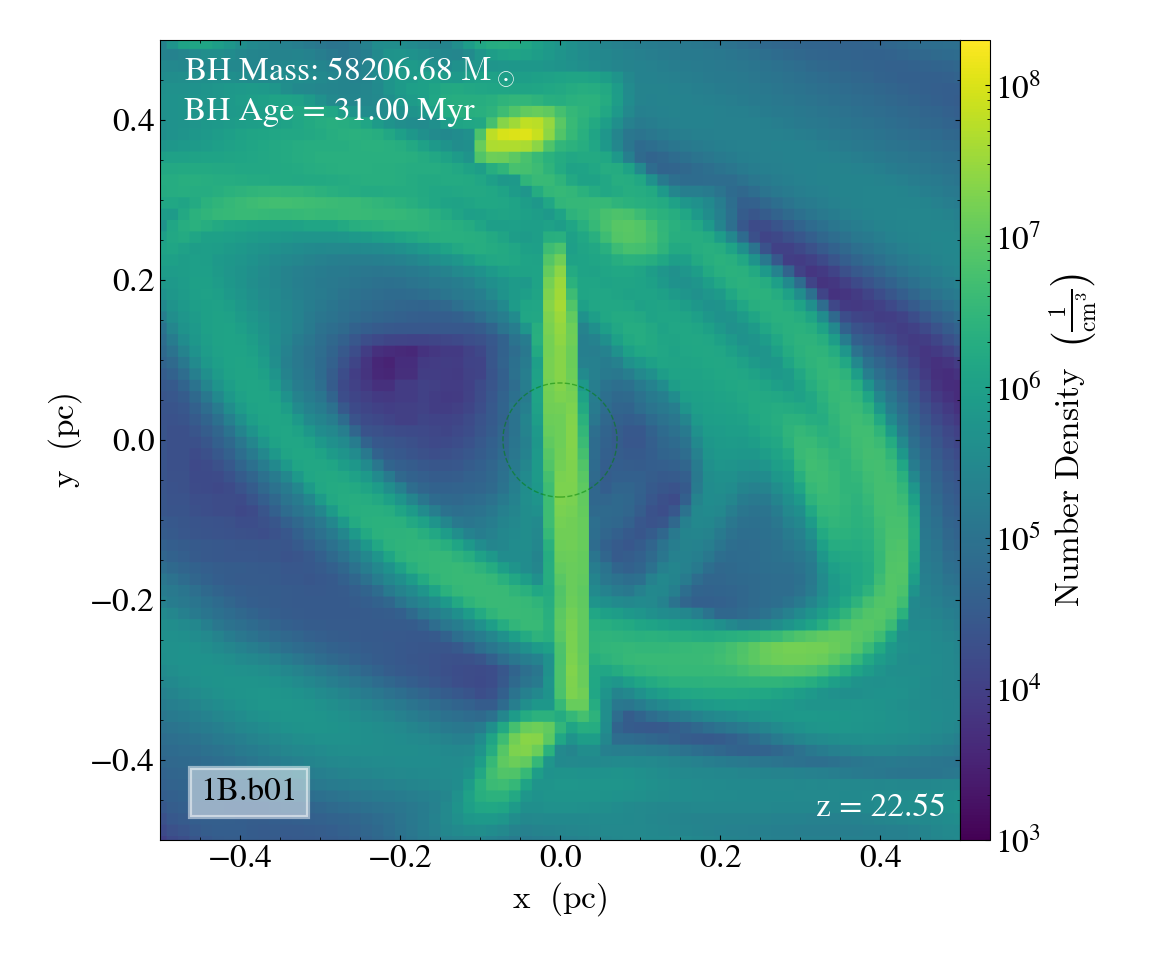 BH Mass: 58206.68 M⊙
BH Age = 31.00 Myr
0.4
0.2
0.0
−0.2
−0.4
y (pc)
1B.b01
z = 22.55
−0.4 −0.2 0.0 0.2 0.4
x (pc)
10⁸
10⁷
10⁶
10⁵
10⁴
10³
Number Density (1/cm³)